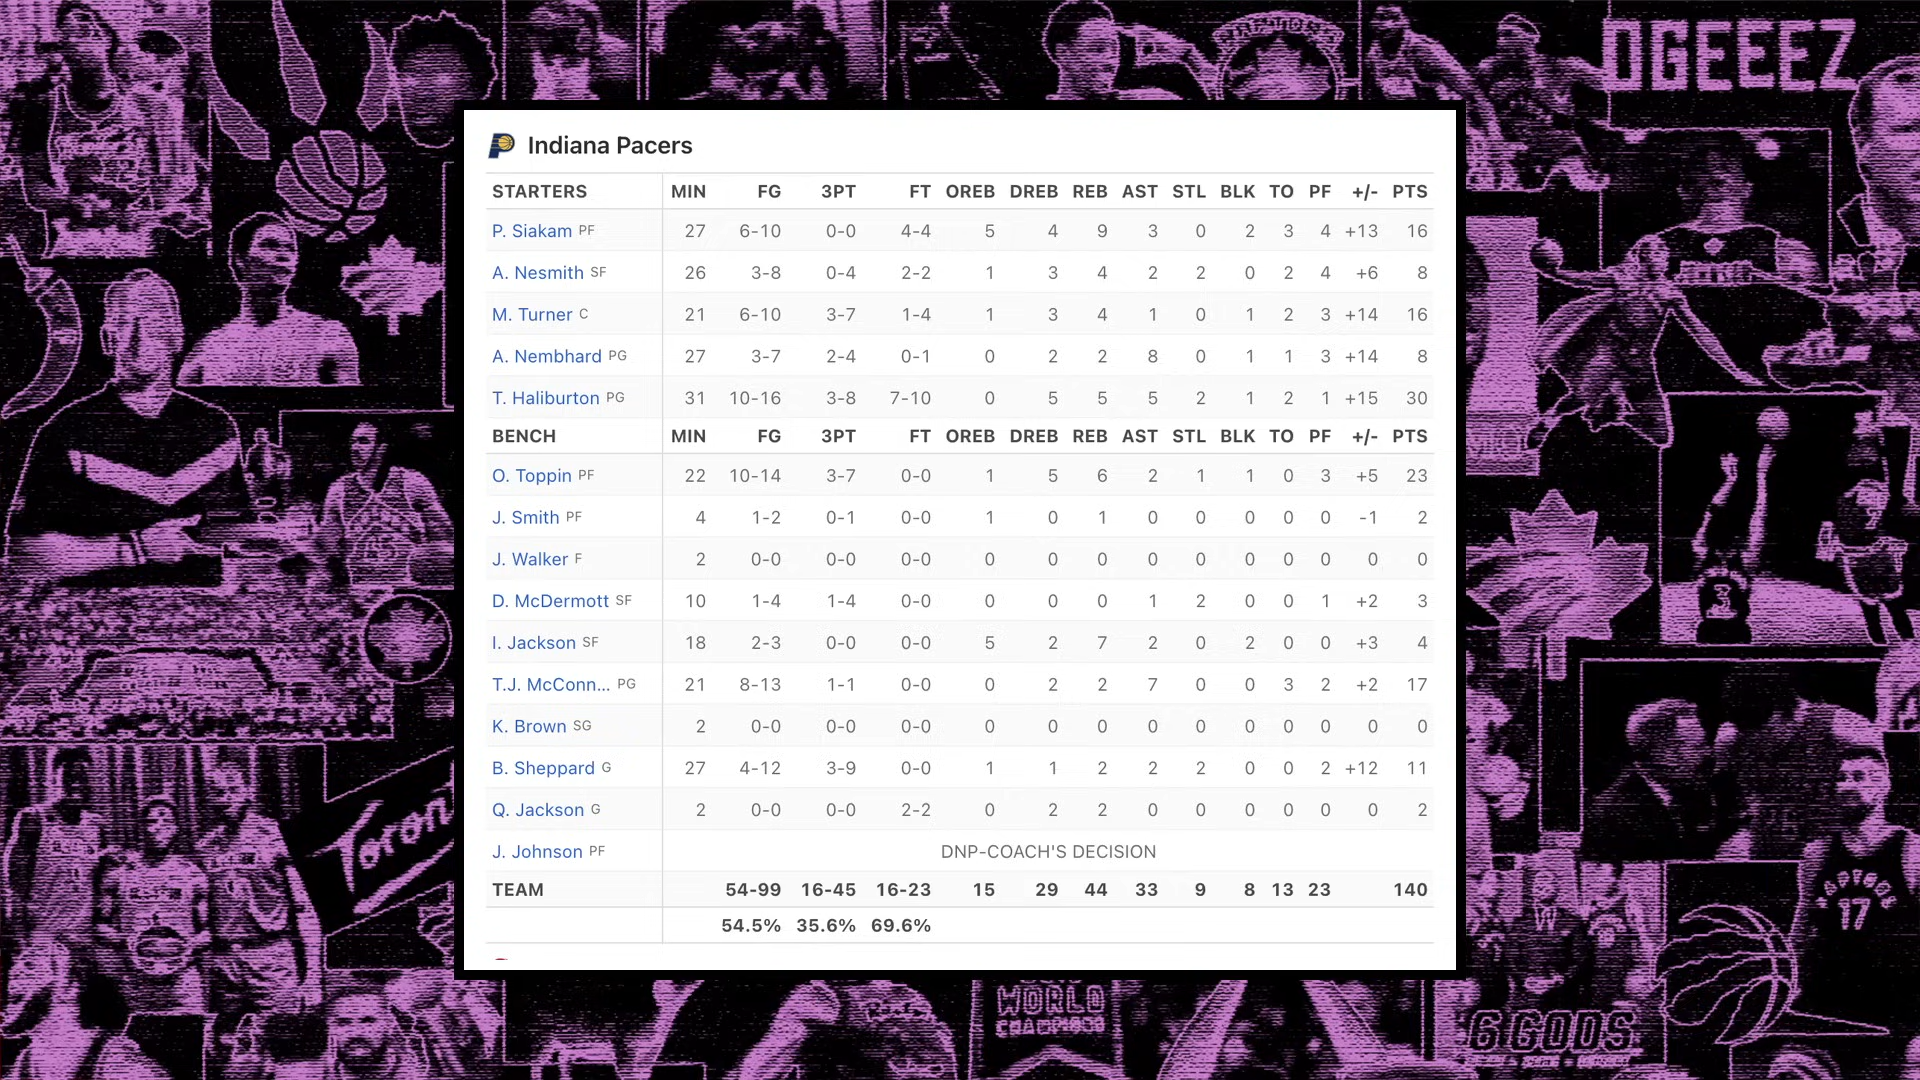 OGEEEZ
Indiana Pacers
STARTERS MIN FG 3PT FT OREB DREB REB AST STL BLK TO PF +/- PTS
P. Siakam PF 27 6-10 0-0 4-4 5 4 9 3 0 2 3 4 +13 16
A. Nesmith SF 26 3-8 0-4 2-2 1 3 4 2 2 0 2 4 +6 8
M. Turner C 21 6-10 3-7 1-4 1 3 4 1 0 1 2 3 +14 16
A. Nembhard PG 27 3-7 2-4 0-1 0 2 2 8 0 1 1 3 +14 8
T. Haliburton PG 31 10-16 3-8 7-10 0 5 5 5 2 1 2 1 +15 30
BENCH MIN FG 3PT FT OREB DREB REB AST STL BLK TO PF +/- PTS
O. Toppin PF 22 10-14 3-7 0-0 1 5 6 2 1 1 0 3 +5 23
J. Smith PF 4 1-2 0-1 0-0 1 0 1 0 0 0 0 0 -1 2
J. Walker F 2 0-0 0-0 0-0 0 0 0 0 0 0 0 0 0 0
D. McDermott SF 10 1-4 1-4 0-0 0 0 0 1 2 0 0 1 +2 3
I. Jackson SF 18 2-3 0-0 0-0 5 2 7 2 0 2 0 0 +3 4
T.J. McConn... PG 21 8-13 1-1 0-0 0 2 2 7 0 0 3 2 +2 17
K. Brown SG 2 0-0 0-0 0-0 0 0 0 0 0 0 0 0 0 0
B. Sheppard G 27 4-12 3-9 0-0 1 1 2 2 2 0 0 2 +12 11
Q. Jackson G 2 0-0 0-0 2-2 0 2 2 0 0 0 0 0 0 2
J. Johnson PF DNP-COACH'S DECISION
TEAM 54-99 16-45 16-23 15 29 44 33 9 8 13 23 140
54.5% 35.6% 69.6%
17
WORLD
CHAMPIONS
6GODS